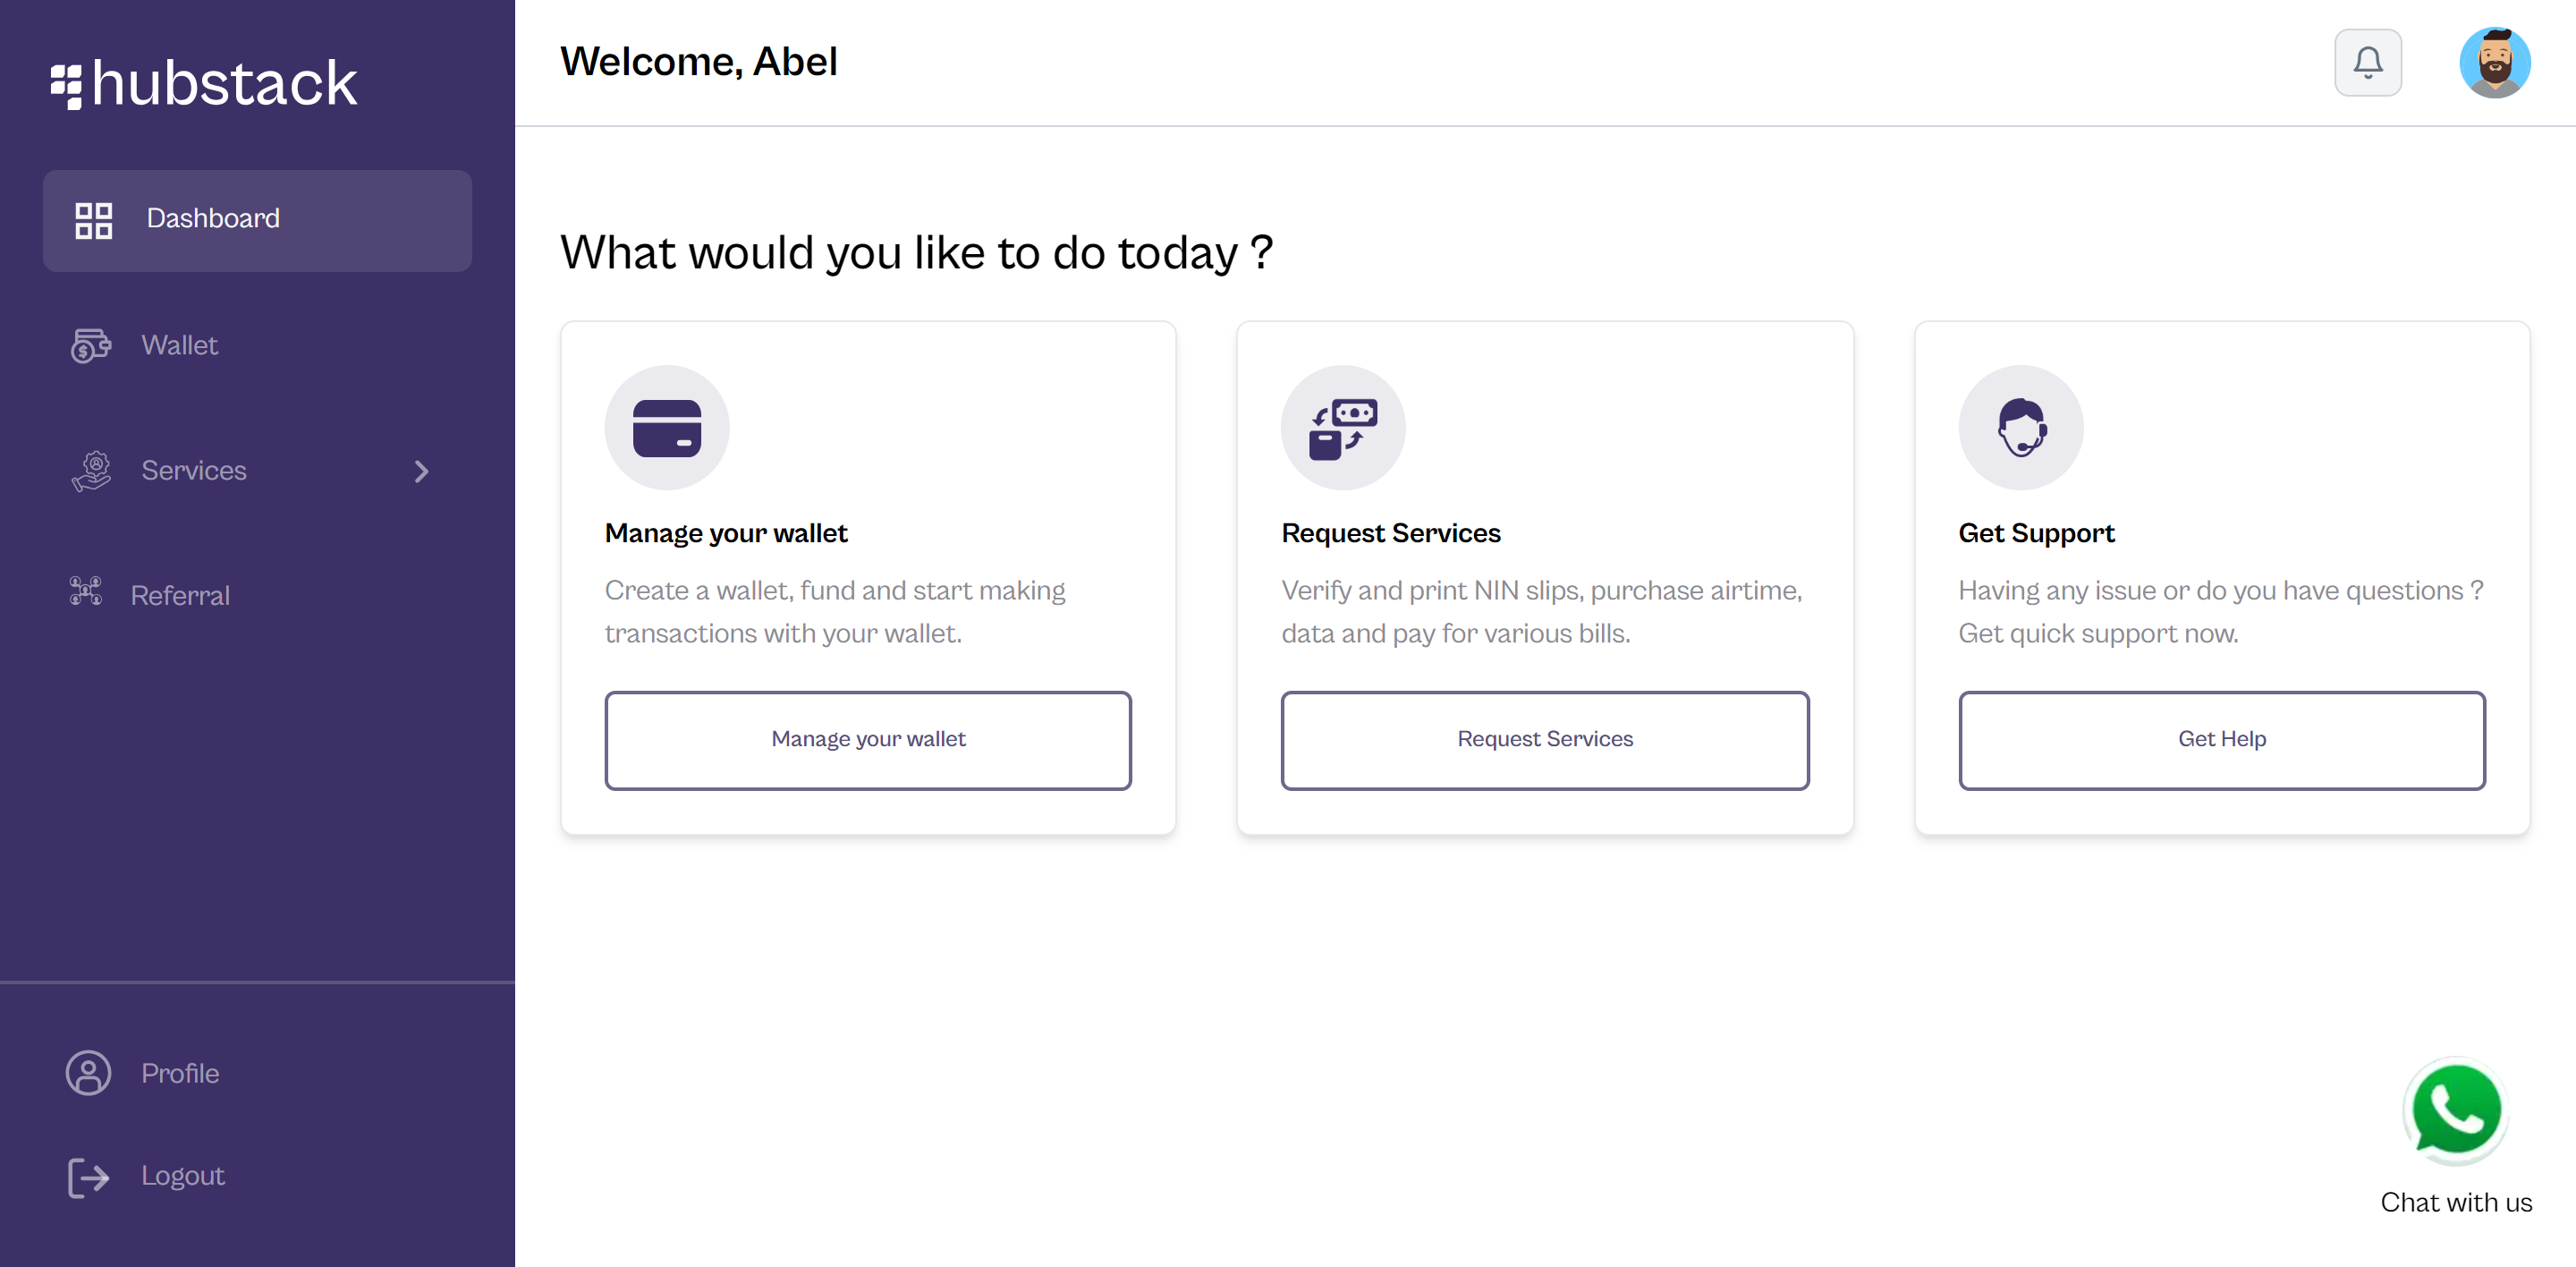 hubstack
Dashboard
Wallet
Services
Referral
Profile
Logout
Welcome, Abel
What would you like to do today ?
Manage your wallet
Create a wallet, fund and start making
transactions with your wallet.
Manage your wallet
Request Services
Verify and print NIN slips, purchase airtime,
data and pay for various bills.
Request Services
Get Support
Having any issue or do you have questions ?
Get quick support now.
Get Help
Chat with us